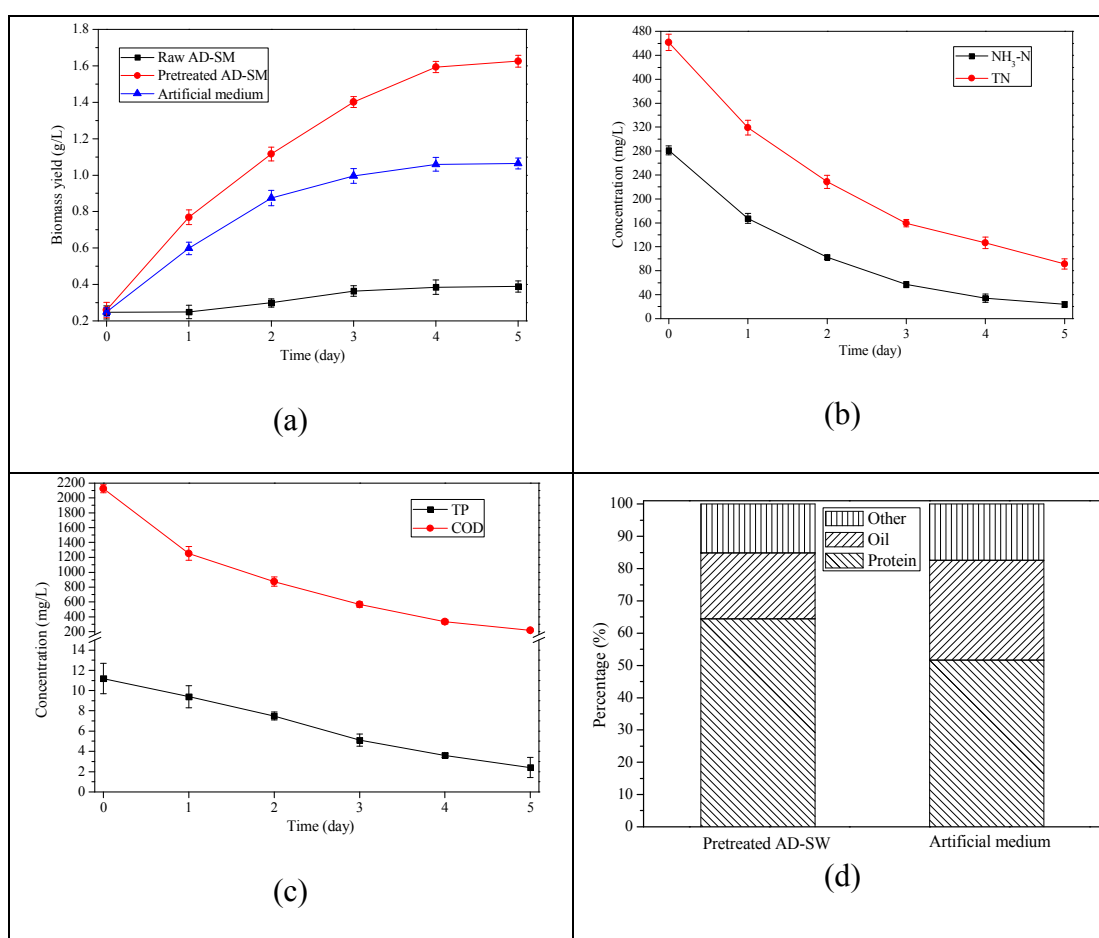 Raw AD-SM
Pretreated AD-SM
Artificial medium
Biomass yield (g/L)
1.8
1.6
1.4
1.2
1.0
0.8
0.6
0.4
0.2
0 1 2 3 4 5
Time (day)
(a)
NH3-N
TN
Concentration (mg/L)
480
440
400
360
320
280
240
200
160
120
80
40
0
0 1 2 3 4 5
Time (day)
(b)
TP
COD
Concentration (mg/L)
2200
2000
1800
1600
1400
1200
1000
800
600
400
200
14
12
10
8
6
4
2
0
0 1 2 3 4 5
Time (day)
(c)
Other
Oil
Protein
Percentage (%)
100
90
80
70
60
50
40
30
20
10
0
Pretreated AD-SW Artificial medium
(d)